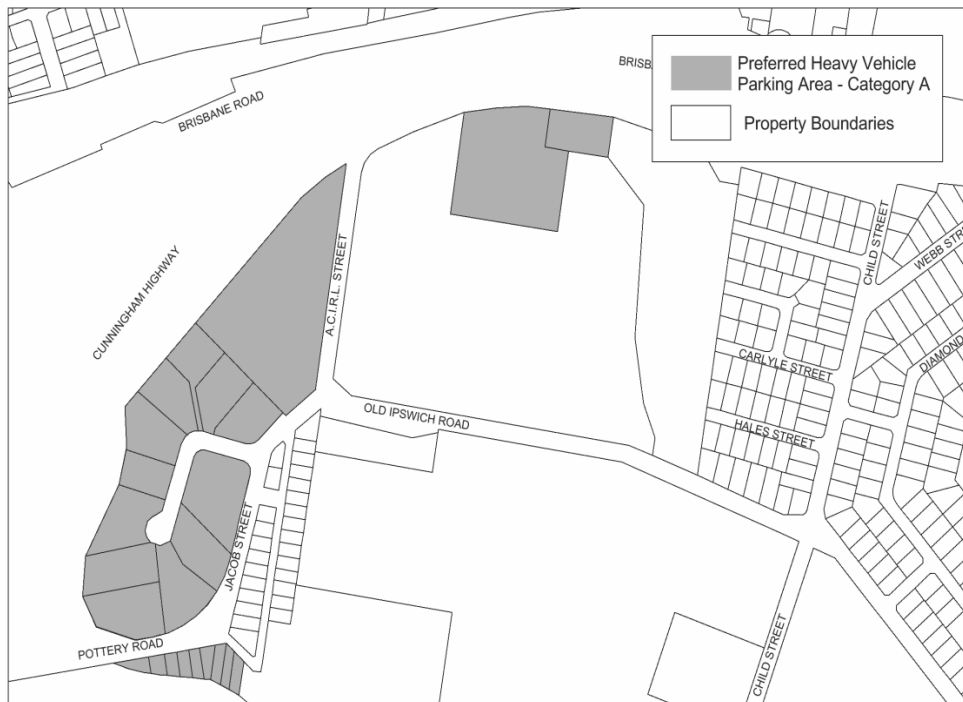 BRISBANE ROAD
Preferred Heavy Vehicle
Parking Area - Category A
Property Boundaries
CUNNINGHAM HIGHWAY
A.C.I.R.L. STREET
CHILD STREET
CARLYLE STREET
OLD IPSWICH ROAD
HALES STREET
JACOB STREET
POTTERY ROAD
CHILD STREET